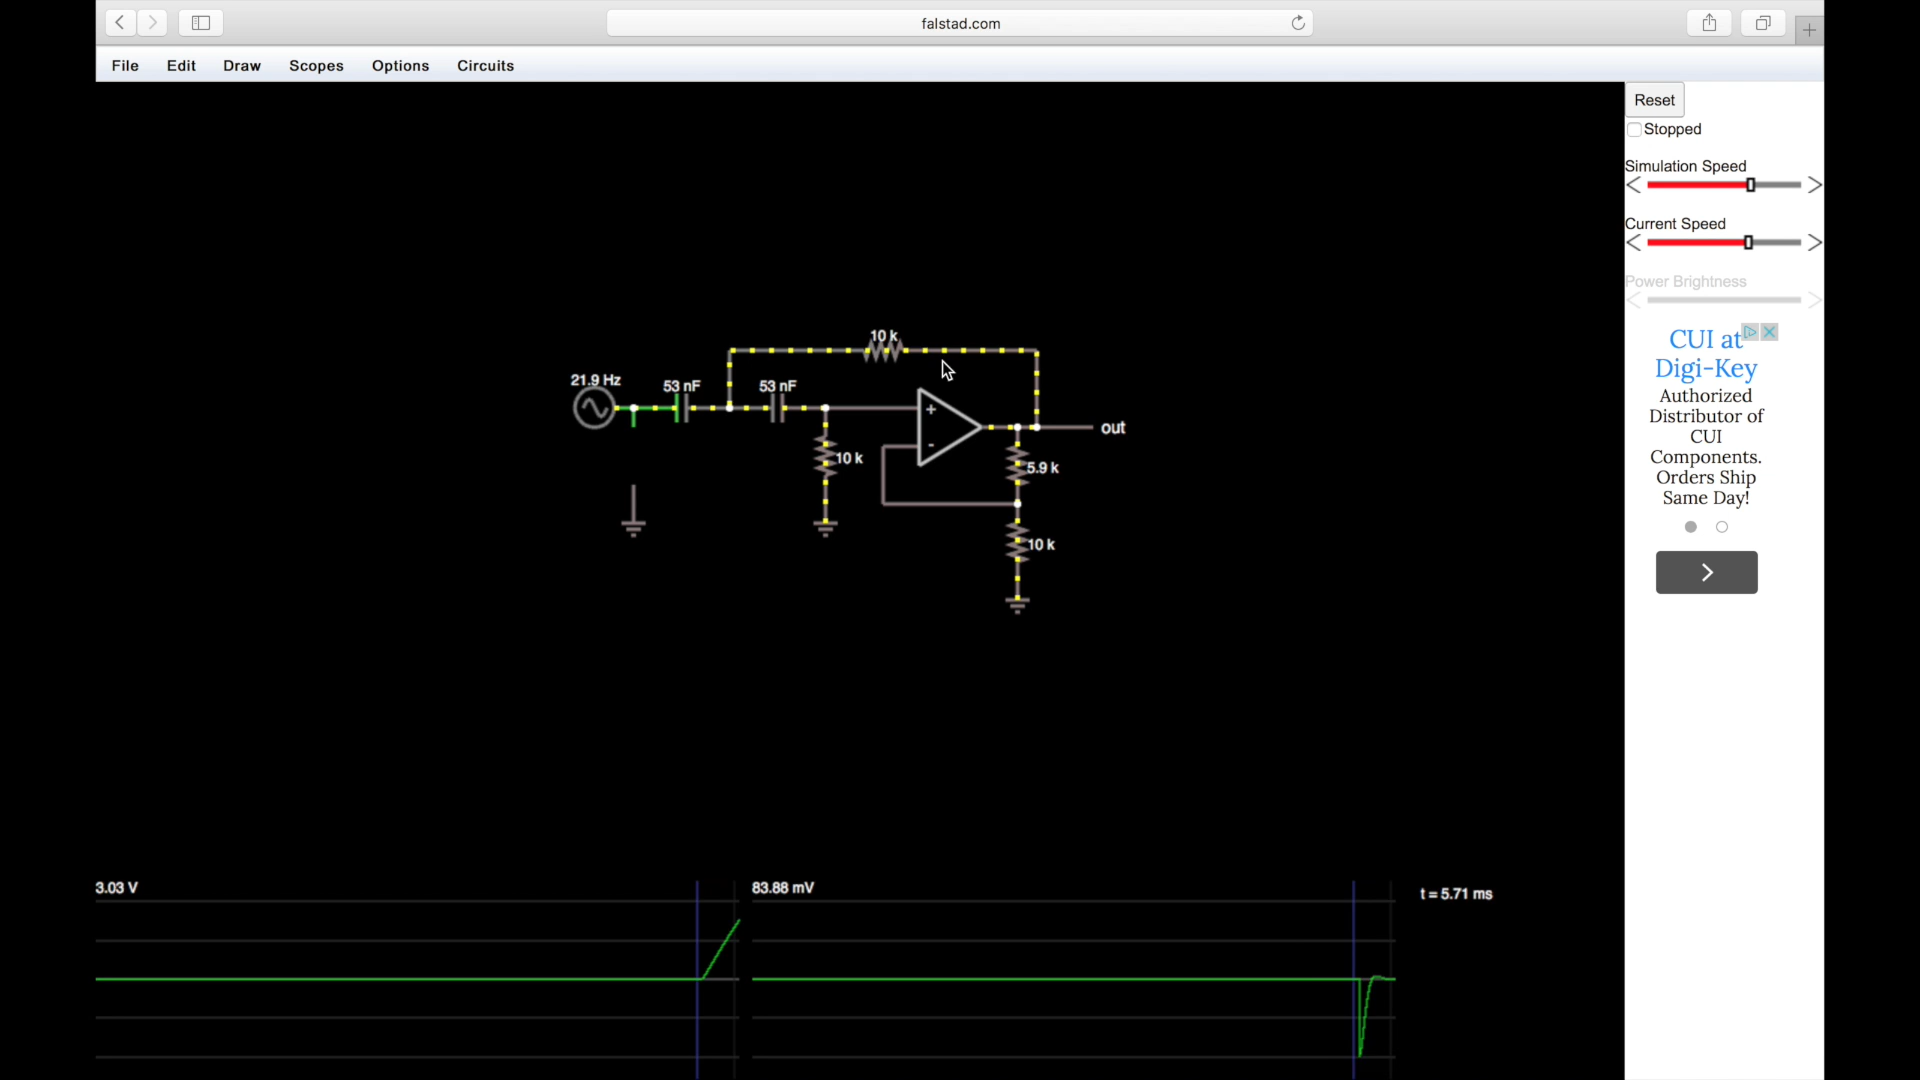 falstad.com
File Edit Draw Scopes Options Circuits
Reset
Stopped
Simulation Speed
Current Speed
Power Brightness
CUI at
Digi-Key
Authorized
Distributor of
CUI
Components.
Orders Ship
Same Day!
10 k
21.9 Hz
53 nF
53 nF
+
-
out
10 k
5.9 k
10 k
3.03 V
83.88 mV
t = 5.71 ms